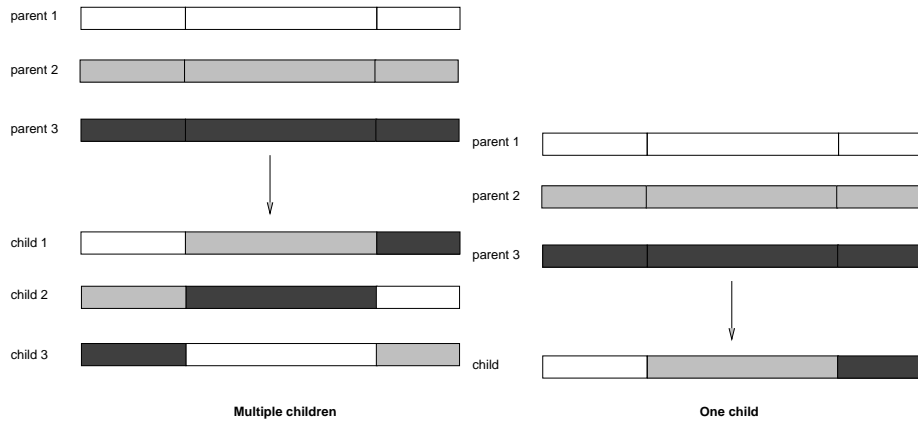 parent 1
parent 2
parent 3
child 1
child 2
child 3
Multiple children
parent 1
parent 2
parent 3
child
One child